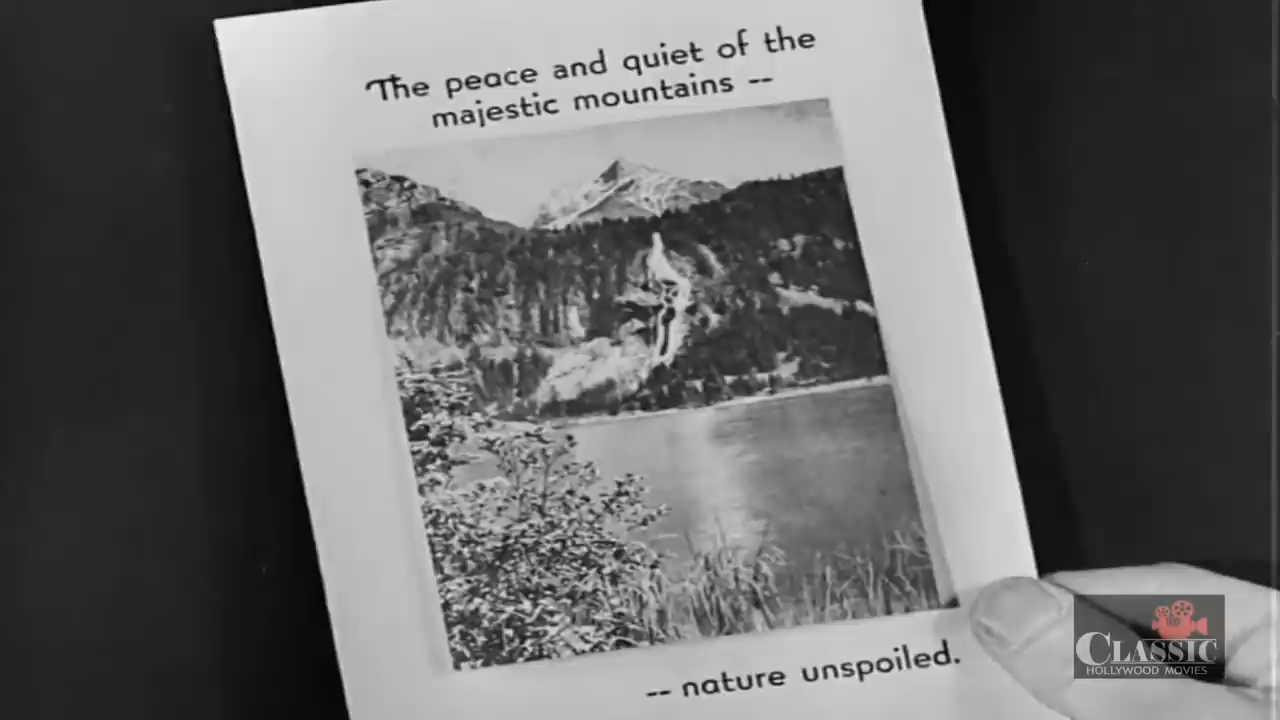 The peace and quiet of the
majestic mountains --
-- nature unspoiled.
CLASSIC
HOLLYWOOD MOVIES